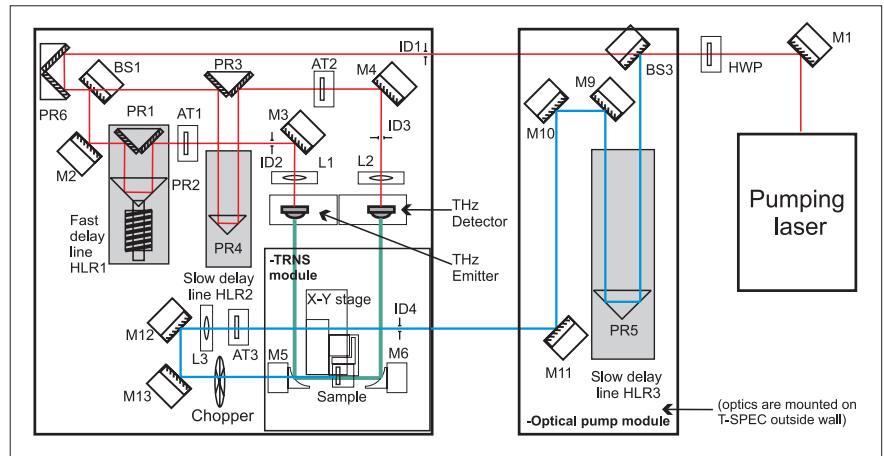 ID1
M1
PR6
BS1
PR3
AT2
M4
BS3
HWP
M9
M10
PR1
AT1
M3
ID3
M2
ID2
L1
L2
PR2
Pumping
laser
THz
Detector
Fast
delay
line
HLR1
PR4
THz
Emitter
Slow delay
line HLR2
-TRNS
module
X-Y stage
ID4
PR5
M12
L3
AT3
M5
M6
M11
M13
Chopper
Sample
Slow delay
line HLR3
-Optical pump module
(optics are mounted on
T-SPEC outside wall)